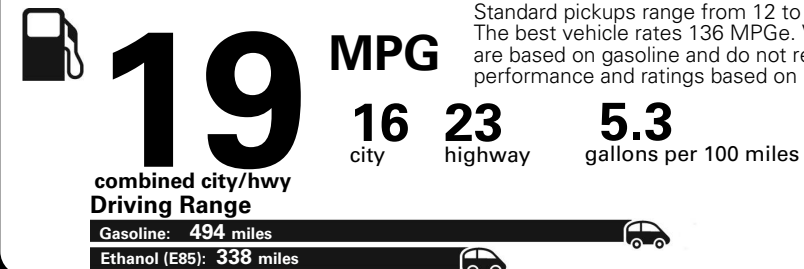 Standard pickups range from 12 to
The best vehicle rates 136 MPGe. V
are based on gasoline and do not re
performance and ratings based on
19
MPG
16 23 5.3
city highway gallons per 100 miles
combined city/hwy
Driving Range
Gasoline: 494 miles
Ethanol (E85): 338 miles